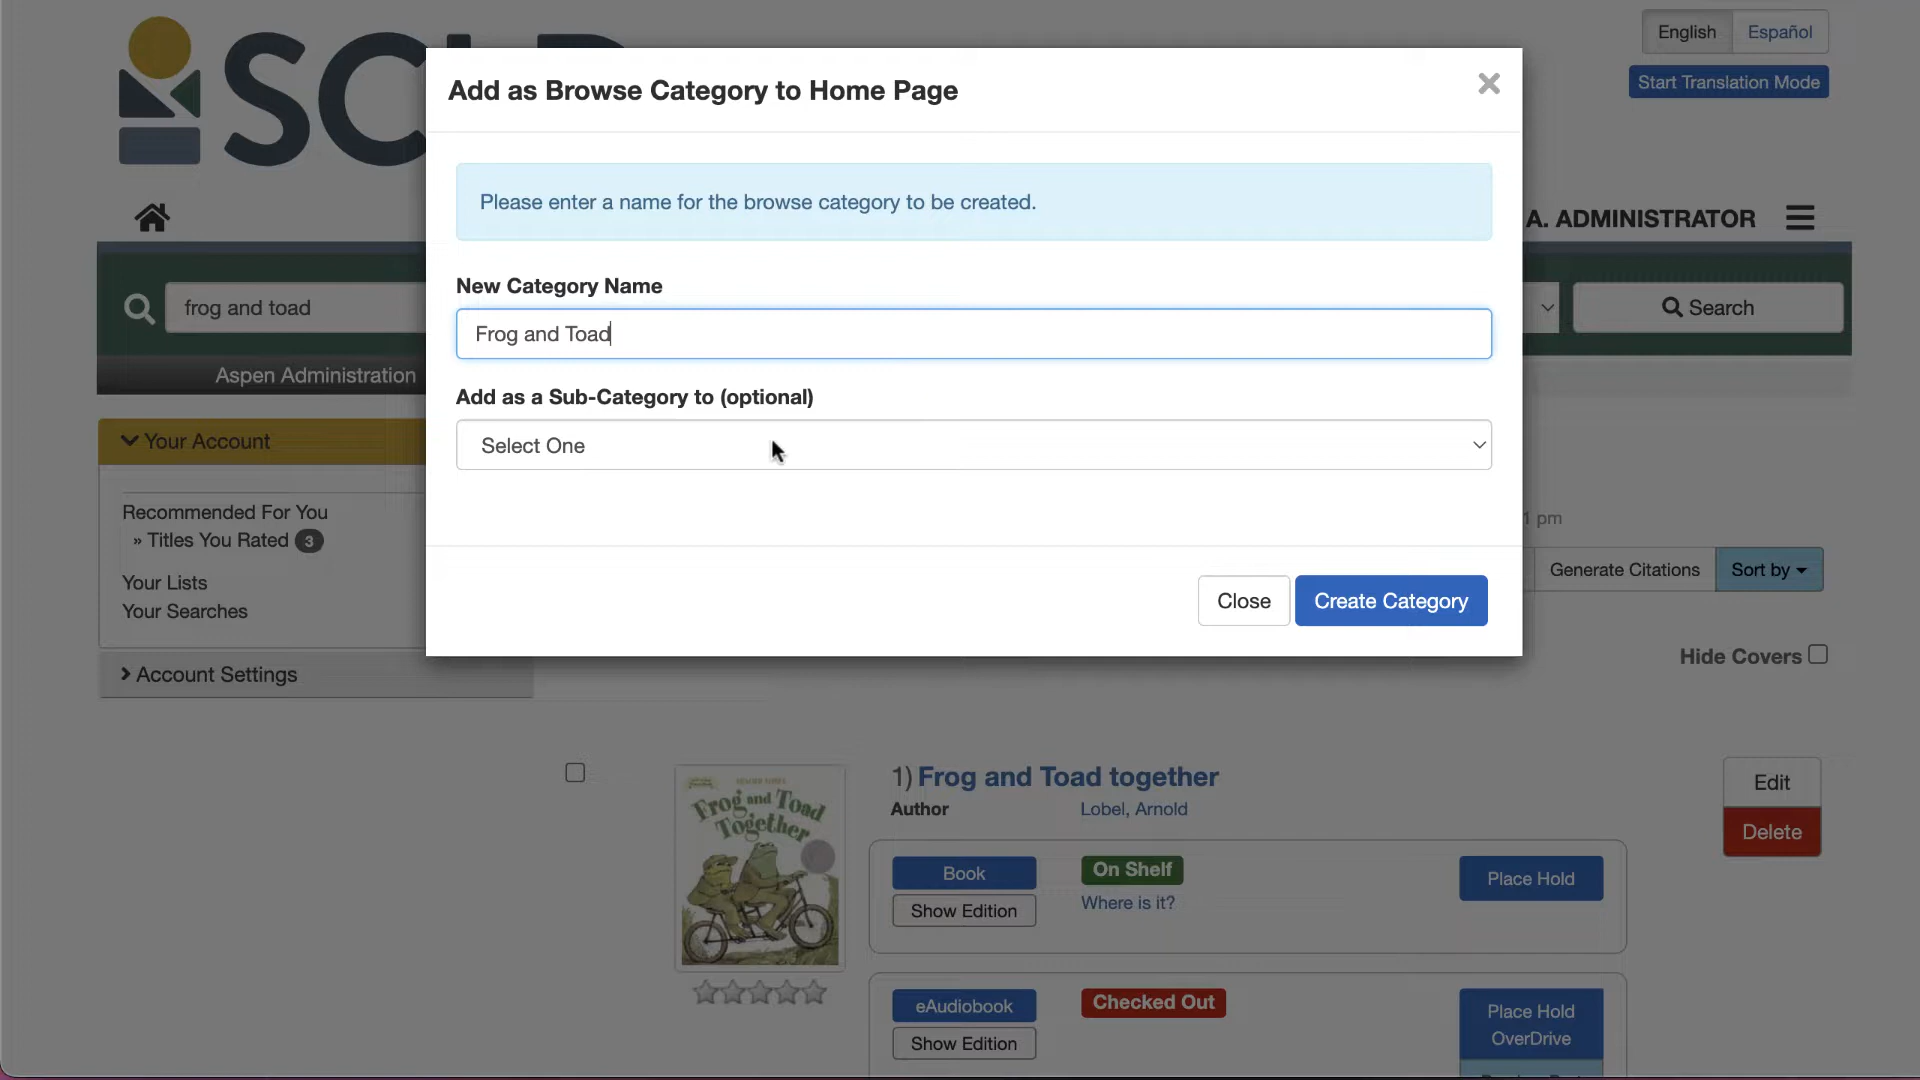 English
Español
Start Translation Mode
Add as Browse Category to Home Page
Please enter a name for the browse category to be created.
A. ADMINISTRATOR
New Category Name
frog and toad
Search
Frog and Toad
Aspen Administration
Add as a Sub-Category to (optional)
Your Account
Select One
Recommended For You
» Titles You Rated 3
pm
Generate Citations
Sort by
Your Lists
Your Searches
Close
Create Category
Hide Covers
Account Settings
1) Frog and Toad together
Edit
Author
Lobel, Arnold
Delete
Frog and Toad
Together
Book
On Shelf
Place Hold
Show Edition
Where is it?
eAudiobook
Checked Out
Place Hold
OverDrive
Show Edition